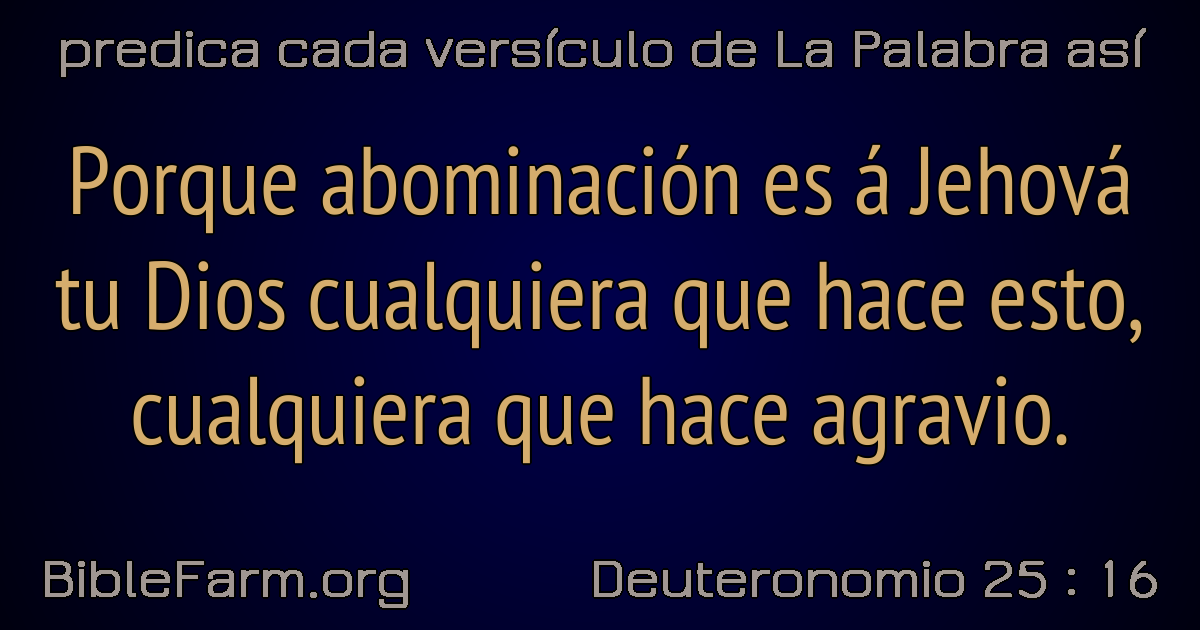 predica cada versículo de La Palabra así
Porque abominación es á Jehová
tu Dios cualquiera que hace esto,
cualquiera que hace agravio.
BibleFarm.org
Deuteronomio 25 : 16